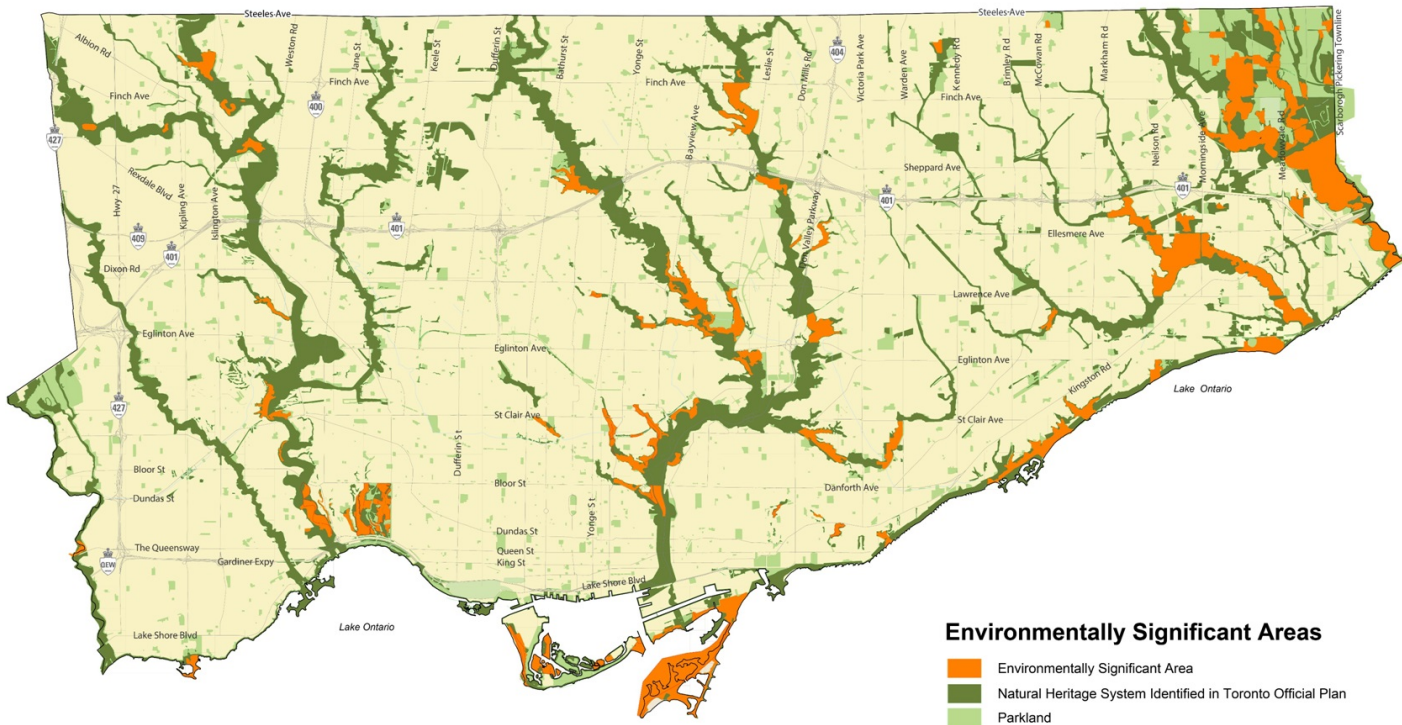 Steeles Ave
Steeles Ave
Albion Rd
Weston Rd
Jane St
Keele St
Dufferin St
Bathurst St
Yonge St
Leslie St
Don Mills Rd
404
Victoria Park Ave
Warden Ave
Kennedy Rd
Brimley Rd
McCowan Rd
Markham Rd
Scarborough Pickering Townline
Finch Ave
400
Finch Ave
Finch Ave
Finch Ave
427
Bayview Ave
Neilson Rd
Morningside Ave
Meadowvale Rd
Rexdale Blvd
Hwy 27
Kipling Ave
Islington Ave
Sheppard Ave
401
401
401
409
401
Don Valley Parkway
Ellesmere Ave
Dixon Rd
Lawrence Ave
Eglinton Ave
Eglinton Ave
Eglinton Ave
Kingston Rd
Lake Ontario
427
St Clair Ave
St Clair Ave
Dufferin St
Bloor St
Bloor St
Danforth Ave
Dundas St
Yonge St
Dundas St
The Queensway
Queen St
King St
QEW
Gardiner Expy
Lake Shore Blvd
Lake Shore Blvd
Lake Ontario
Environmentally Significant Areas
Environmentally Significant Area
Natural Heritage System Identified in Toronto Official Plan
Parkland